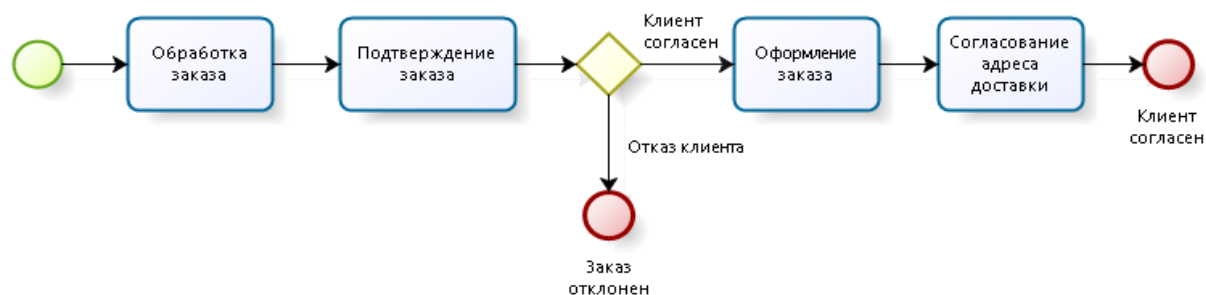 Обработка
заказа
Подтверждение
заказа
Клиент
согласен
Оформление
заказа
Согласование
адреса
доставки
Клиент
согласен
Отказ клиента
Заказ
отклонен